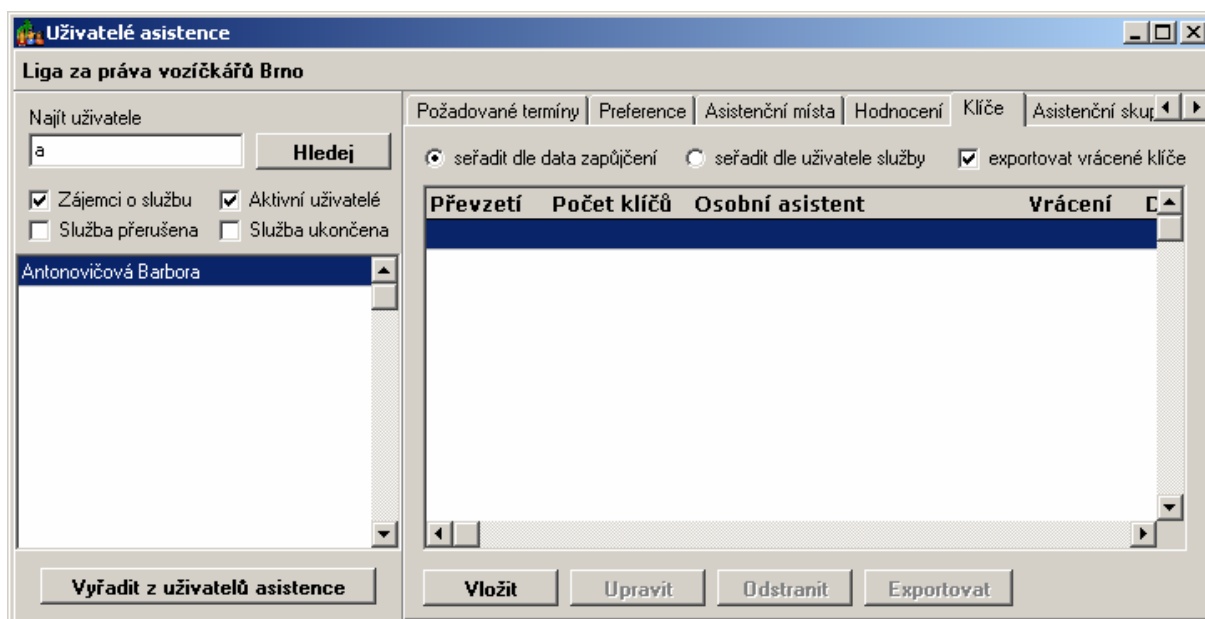 Uživatelé asistence
Liga za práva vozíčkářů Brno
Najít uživatele
a
Hledej
Zájemci o službu
Aktivní uživatelé
Služba přerušena
Služba ukončena
Antonovičová Barbora
Vyřadit z uživatelů asistence
Požadované termíny Preference Asistenční místa Hodnocení Klíče Asistenční skup
seřadit dle data zapůjčení seřadit dle uživatele služby exportovat vrácené klíče
Převzetí Počet klíčů Osobní asistent Vrácení
Vložit Upravit Odstranit Exportovat